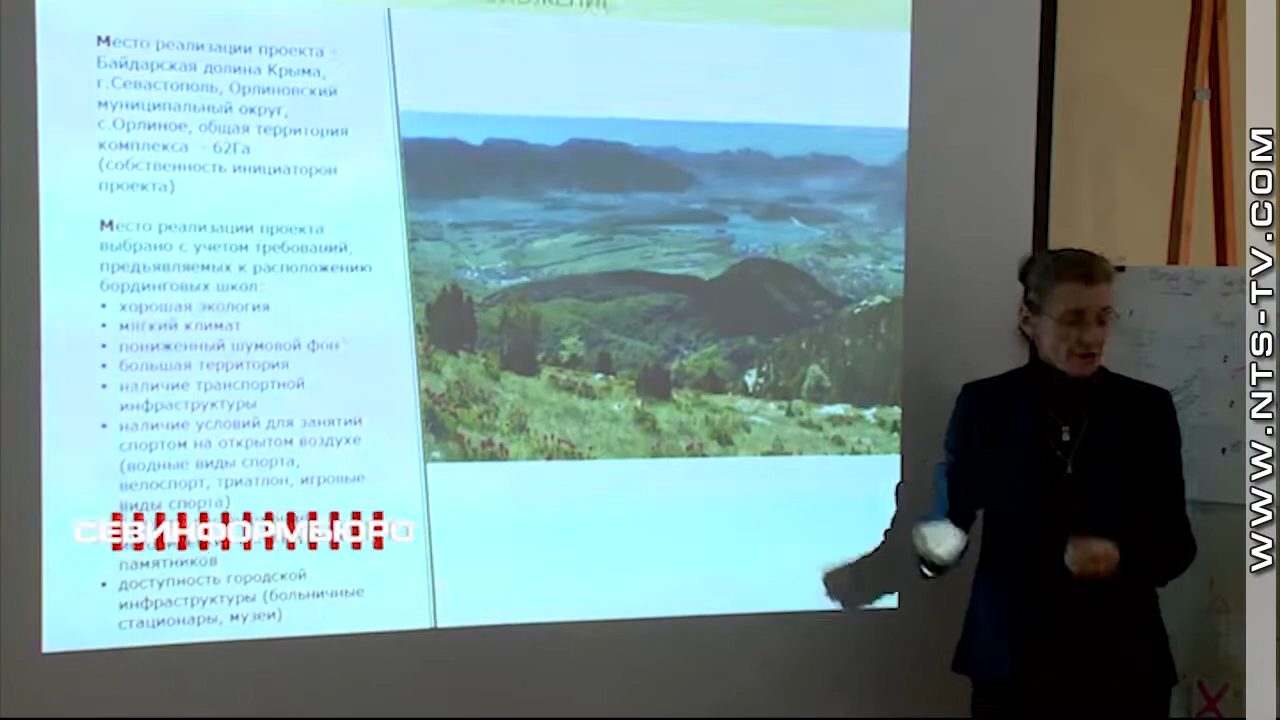 Место реализации проекта -
Байдарская долина Крыма,
г.Севастополь, Орлиновский
муниципальный округ,
с.Орлиное, общая территория
комплекса - 62Га
(собственность инициаторов
проекта)
Место реализации проекта
выбрано с учетом требований,
предъявляемых к расположению
бординговых школ:
• хорошая экология
• мягкий климат
• пониженный шумовой фон
• большая территория
• наличие транспортной
инфраструктуры
• наличие условий для занятий
спортом на открытом воздухе
(водные виды спорта,
велоспорт, триатлон, игровые
виды спорта)
СЕВИНФОРМБЮРО
памятников
• доступность городской
инфраструктуры (больничные
стационары, музеи)
WWW.NTS-TV.COM